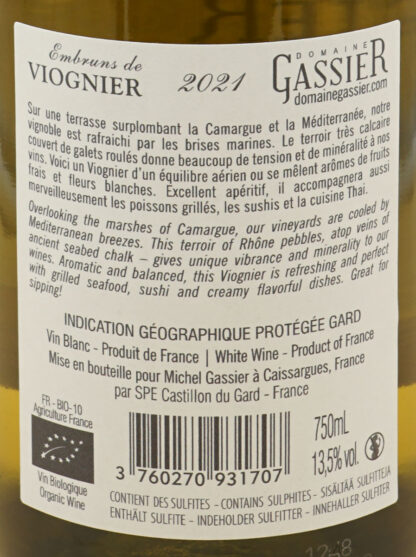 Embruns de
VIOGNIER
2021
DOMAINE
GASSIER
domainegassier.com
Sur une terrasse surplombant la Camargue et la Méditerranée, notre
vignoble est rafraichi par les brises marines. Le terroir très calcaire
couvert de galets roulés donne beaucoup de tension et de minéralité à nos
vins. Voici un Viognier d'un équilibre aérien ou se mêlent arômes de fruits
frais et fleurs blanches. Excellent apéritif, il accompagnera aussi
merveilleusement les poissons grillés, les sushis et la cuisine Thai.
Overlooking the marshes of Camargue, our vineyards are cooled by
Mediterranean breezes. This terroir of Rhône pebbles, atop veins of
ancient seabed chalk – gives unique vibrance and minerality to our
wines. Aromatic and balanced, this Viognier is refreshing and perfect
with grilled seafood, sushi and creamy flavorful dishes. Great for
sipping!
INDICATION GÉOGRAPHIQUE PROTÉGÉE GARD
Vin Blanc - Produit de France | White Wine - Product of France
Mise en bouteille pour Michel Gassier à Caissargues, France
par SPE Castillon du Gard - France
FR - BIO-10
Agriculture France
Vin Biologique
Organic Wine
3 760270 931707
750mL
13,5% vol.
CONTIENT DES SULFITES - CONTAINS SULPHITES - SISÄLTÄÄ SULFITTEJA
ENTHÄLT SULFITE - INDEHOLDER SULFITTER - INNEHALLER SULFITER